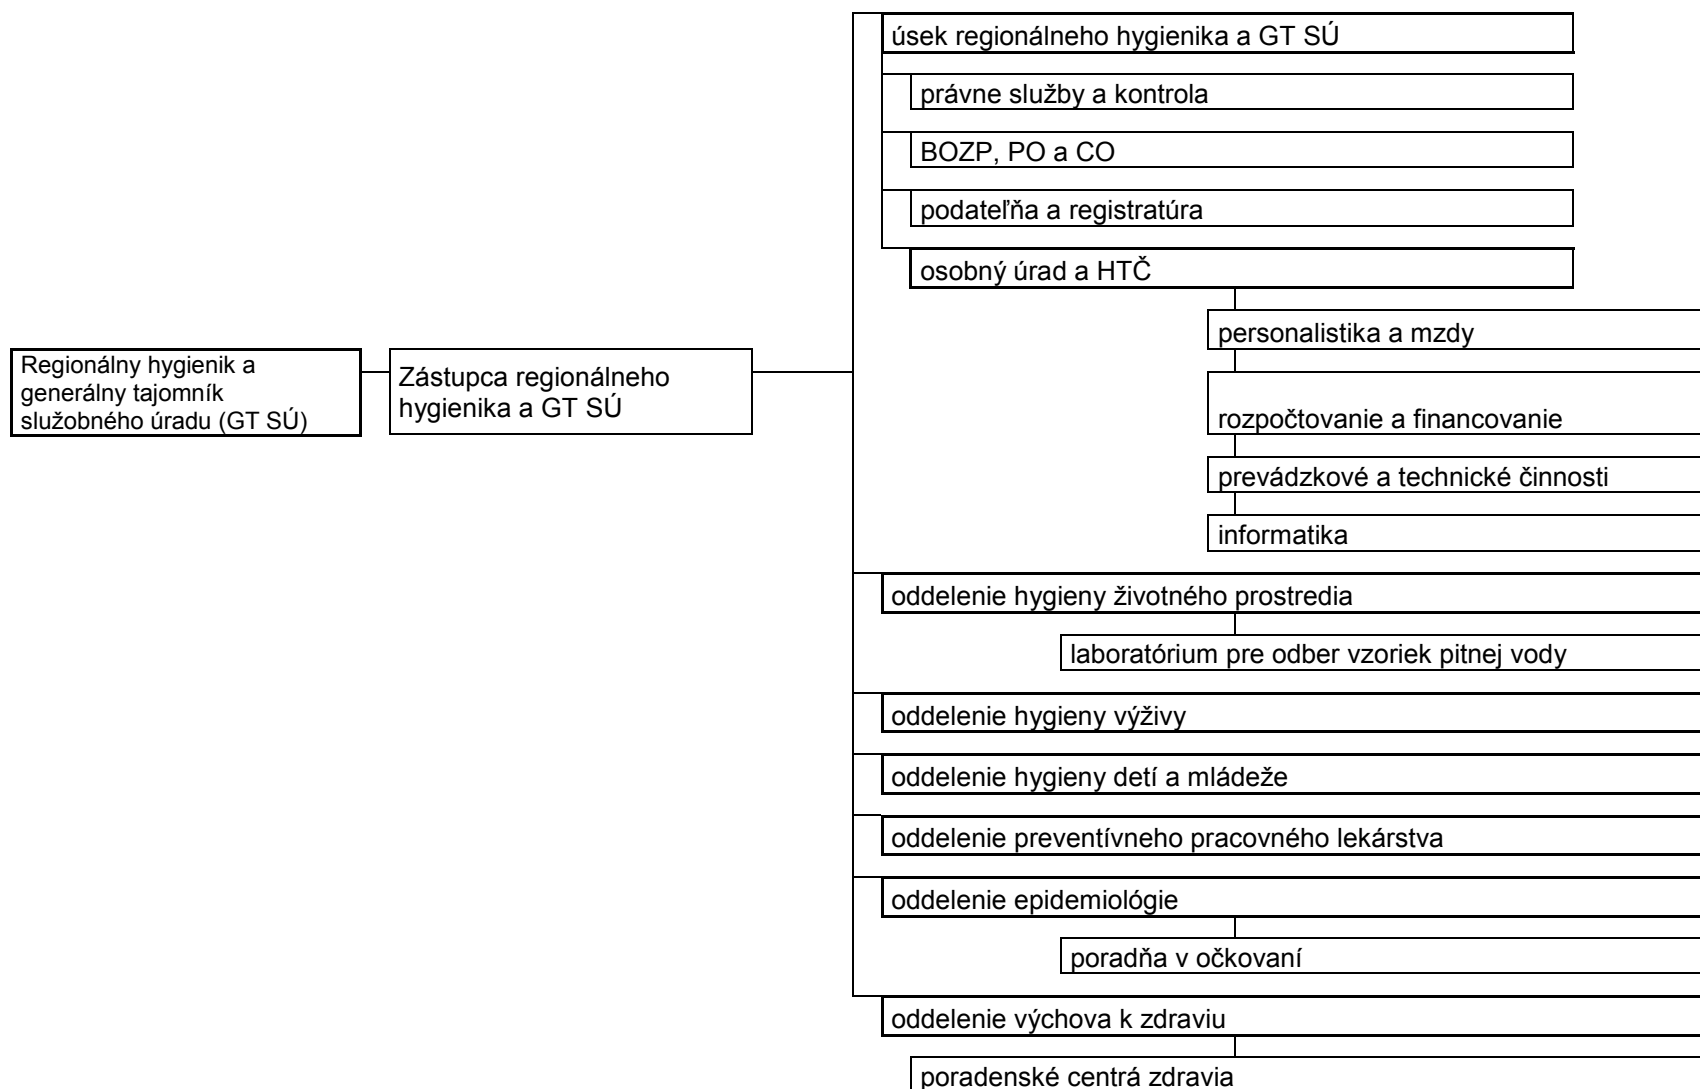 úsek regionálneho hygienika a GT SÚ
právne služby a kontrola
BOZP, PO a CO
podateľňa a registratúra
osobný úrad a HTČ
personalistika a mzdy
Regionálny hygienik a
generálny tajomník
služobného úradu (GT SÚ)
Zástupca regionálneho
hygienika a GT SÚ
rozpočtovanie a financovanie
prevádzkové a technické činnosti
informatika
oddelenie hygieny životného prostredia
laboratórium pre odber vzoriek pitnej vody
oddelenie hygieny výživy
oddelenie hygieny detí a mládeže
oddelenie preventívneho pracovného lekárstva
oddelenie epidemiológie
poradňa v očkovaní
oddelenie výchova k zdraviu
poradenské centrá zdravia